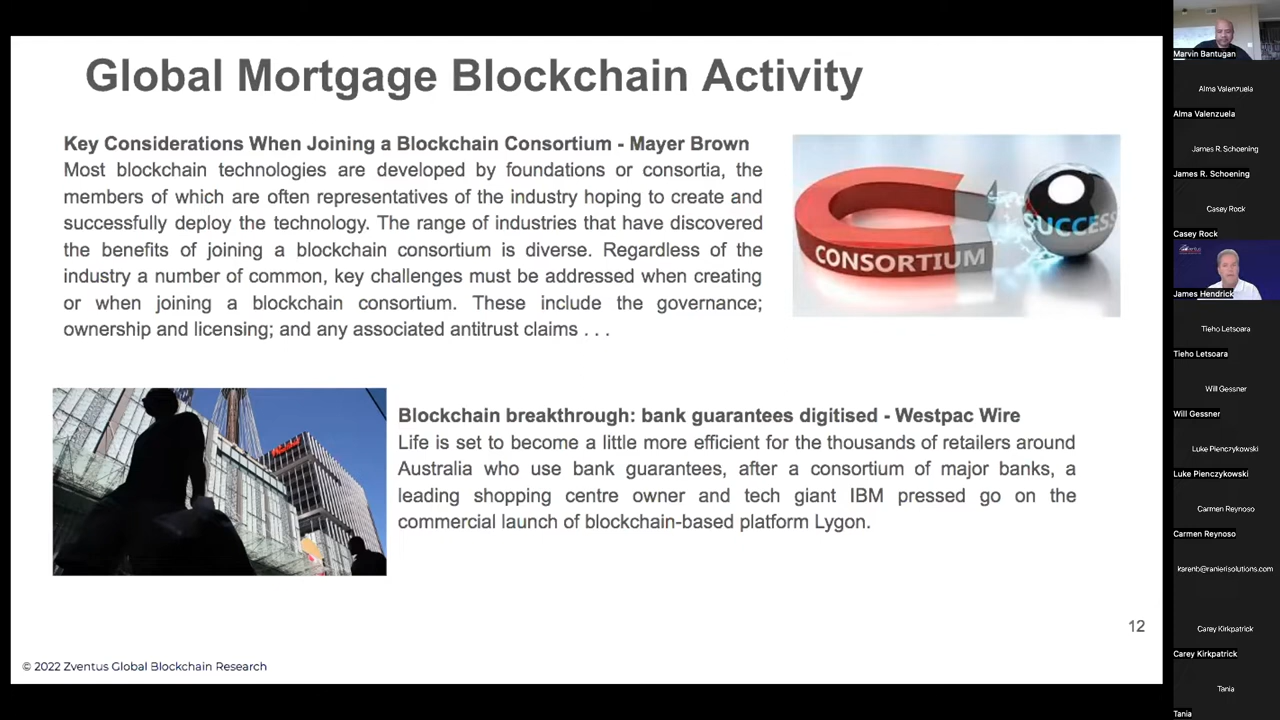 Global Mortgage Blockchain Activity
Key Considerations When Joining a Blockchain Consortium - Mayer Brown
Most blockchain technologies are developed by foundations or consortia, the
members of which are often representatives of the industry hoping to create and
successfully deploy the technology. The range of industries that have discovered
the benefits of joining a blockchain consortium is diverse. Regardless of the
industry a number of common, key challenges must be addressed when creating
or when joining a blockchain consortium. These include the governance;
ownership and licensing; and any associated antitrust claims . . .
CONSORTIUM
SUCCESS
Blockchain breakthrough: bank guarantees digitised - Westpac Wire
Life is set to become a little more efficient for the thousands of retailers around
Australia who use bank guarantees, after a consortium of major banks, a
leading shopping centre owner and tech giant IBM pressed go on the
commercial launch of blockchain-based platform Lygon.
12
© 2022 Zventus Global Blockchain Research
Marvin Bantugan
Alma Valenzuela
Alma Valenzuela
James R. Schoening
James R. Schoening
Casey Rock
Casey Rock
James Hendrick
Tieho Letsoara
Tieho Letsoara
Will Gessner
Will Gessner
Luke Pienczykowski
Luke Pienczykowski
Carmen Reynoso
Carmen Reynoso
karenb@ranierisolutions.com
Carey Kirkpatrick
Carey Kirkpatrick
Tania
Tania